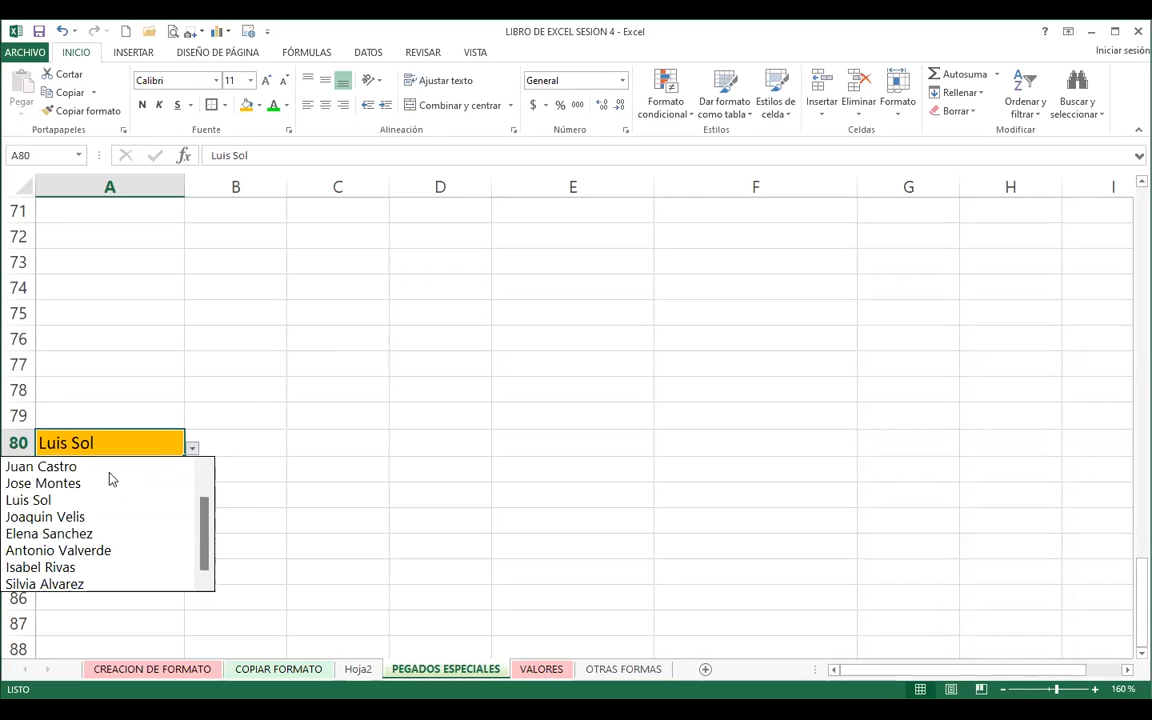 LIBRO DE EXCEL SESION 4 - Excel
ARCHIVO INICIO INSERTAR DISEÑO DE PÁGINA FÓRMULAS DATOS REVISAR VISTA Iniciar sesión
Pegar
Cortar
Copiar
Copiar formato
Portapapeles
Calibri 11
N K S
Fuente
Ajustar texto
Combinar y centrar
Alineación
General
$ % 000
Número
Formato condicional
Dar formato como tabla
Estilos de celda
Estilos
Insertar Eliminar Formato
Celdas
Autosuma
Rellenar
Borrar
Ordenar y filtrar
Buscar y seleccionar
Modificar
A80 fx Luis Sol
A B C D E F G H I
71
72
73
74
75
76
77
78
79
80 Luis Sol
Juan Castro
Jose Montes
Luis Sol
Joaquin Velis
Elena Sanchez
Antonio Valverde
Isabel Rivas
Silvia Alvarez
86
87
88
CREACION DE FORMATO COPIAR FORMATO Hoja2 PEGADOS ESPECIALES VALORES OTRAS FORMAS
LISTO 160 %